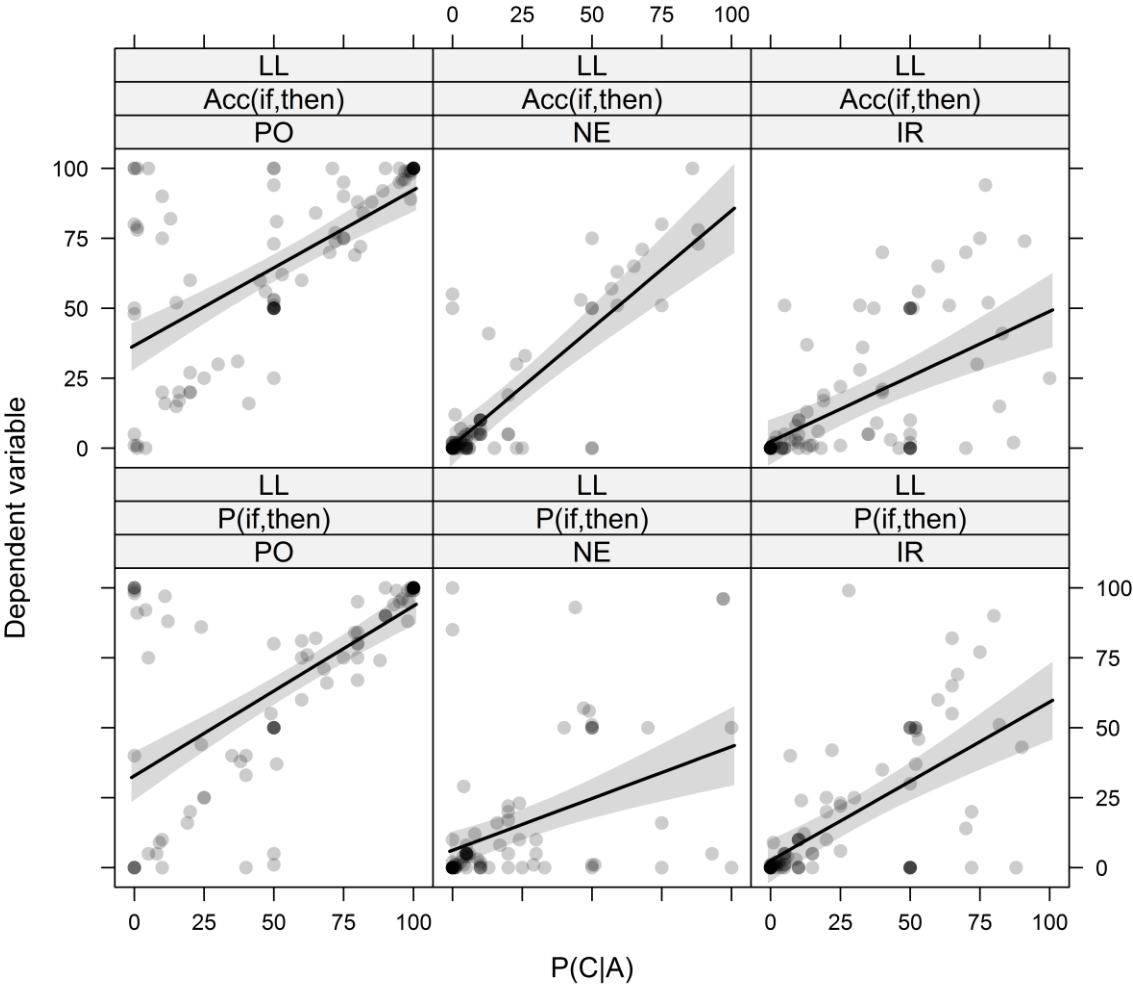 0 25 50 75 100
LL LL LL
Acc(if,then) Acc(if,then) Acc(if,then)
PO NE IR
100
75
50
25
0
LL LL LL
P(if,then) P(if,then) P(if,then)
PO NE IR
100
75
50
25
0
0 25 50 75 100 0 25 50 75 100
Dependent variable
P(C|A)